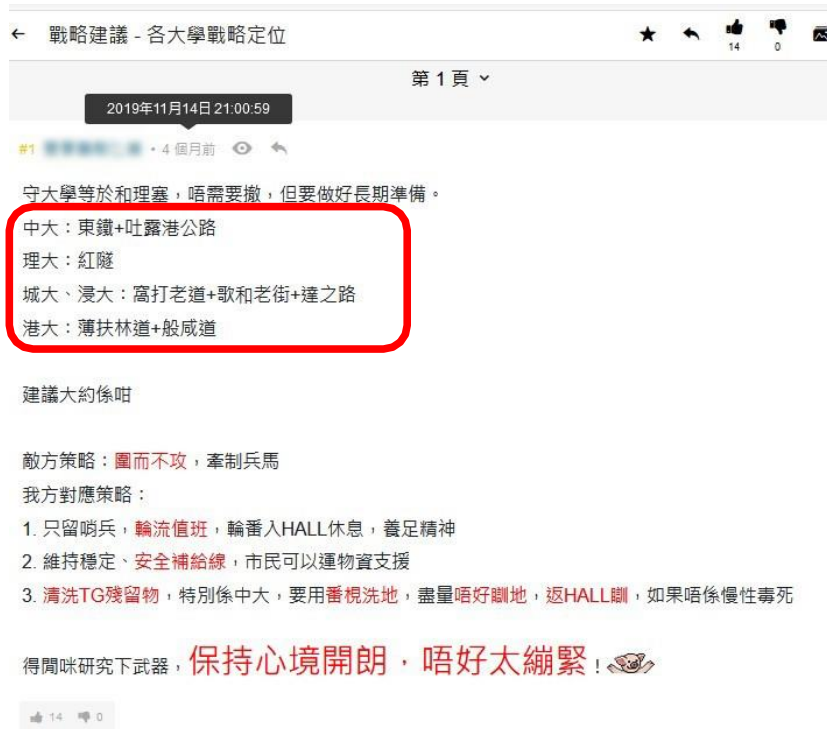 戰略建議 - 各大學戰略定位
14
0
第 1 頁
2019年11月14日 21:00:59
#1
• 4 個月前
守大學等於和理塞，唔需要撤，但要做好長期準備。
中大：東鐵+吐露港公路
理大：紅隧
城大、浸大：窩打老道+歌和老街+達之路
港大：薄扶林道+般咸道
建議大約係咁
敵方策略：圍而不攻，牽制兵馬
我方對應策略：
1. 只留哨兵，輪流值班，輪番入HALL休息，養足精神
2. 維持穩定、安全補給線，市民可以運物資支援
3. 清洗TG殘留物，特別係中大，要用番梘洗地，盡量唔好瞓地，返HALL瞓，如果唔係慢性毒死
得閒咪研究下武器，保持心境開朗，唔好太繃緊！
14
0